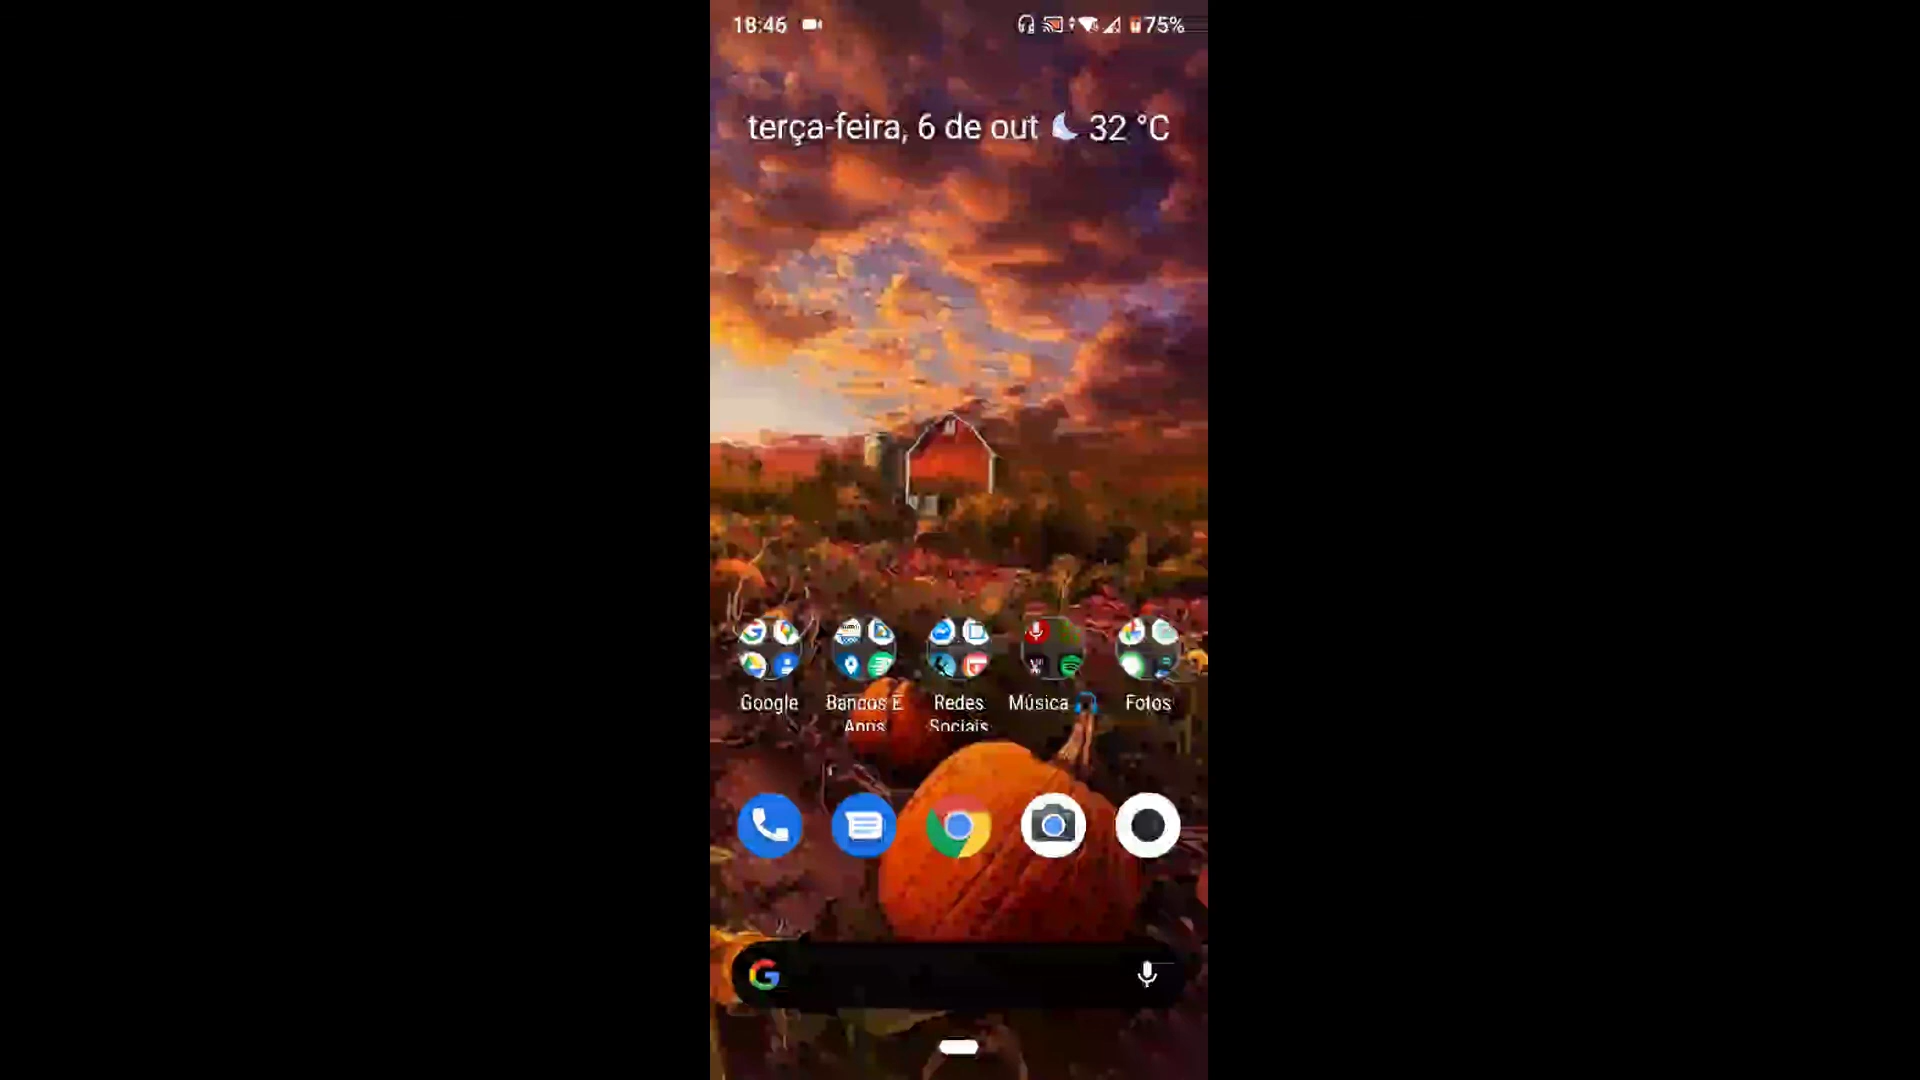 18:46 75%
terça-feira, 6 de out 32 °C
Google Bancos E Apps Redes Sociais Música Fotos